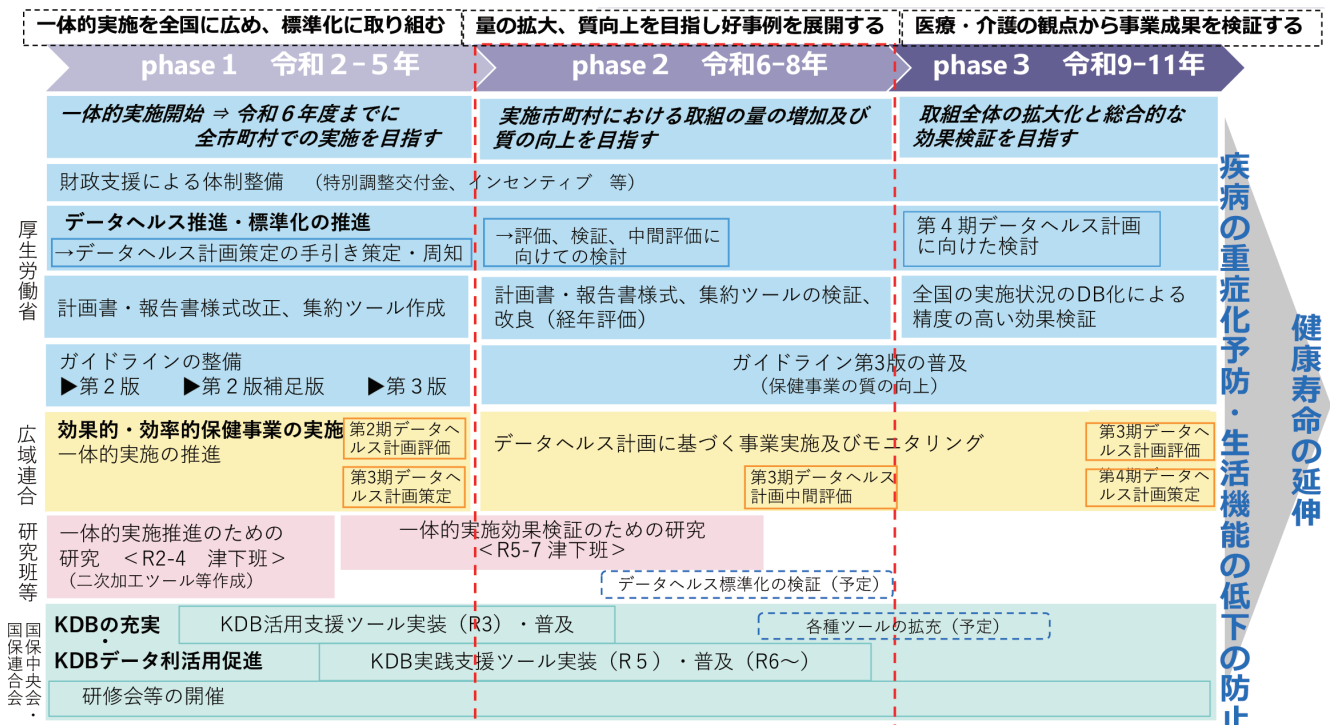 一体的実施を全国に広め、標準化に取り組む
量の拡大、質向上を目指し好事例を展開する
医療・介護の観点から事業成果を検証する
phase１　令和２−５年
phase２　令和6−8年
phase３　令和9−11年
一体的実施開始 ⇒ 令和６年度までに
全市町村での実施を目指す
実施市町村における取組の量の増加及び
質の向上を目指す
取組全体の拡大化と総合的な
効果検証を目指す
厚生労働省
財政支援による体制整備　（特別調整交付金、インセンティブ　等）
データヘルス推進・標準化の推進
→データヘルス計画策定の手引き策定・周知
→評価、検証、中間評価に
向けての検討
第４期データヘルス計画
に向けた検討
計画書・報告書様式改正、集約ツール作成
計画書・報告書様式、集約ツールの検証、
改良（経年評価）
全国の実施状況のDB化による
精度の高い効果検証
ガイドラインの整備
▶第２版　　▶第２版補足版　　▶第３版
ガイドライン第3版の普及
（保健事業の質の向上）
広域連合
効果的・効率的保健事業の実施
一体的実施の推進
第2期データヘ
ルス計画評価
第3期データヘ
ルス計画策定
データヘルス計画に基づく事業実施及びモニタリング
第3期データヘルス
計画中間評価
第3期データヘ
ルス計画評価
第4期データヘ
ルス計画策定
研究班等
一体的実施推進のための
研究　＜R2-4　津下班＞
（二次加工ツール等作成）
一体的実施効果検証のための研究
＜R5-7 津下班＞
データヘルス標準化の検証（予定）
国保中央会・
国保連合会
KDBの充実
・
KDBデータ利活用促進
KDB活用支援ツール実装（R3）・普及
各種ツールの拡充（予定）
KDB実践支援ツール実装（R５）・普及（R6〜）
研修会等の開催
疾病の重症化予防・生活機能の低下の防止
健康寿命の延伸